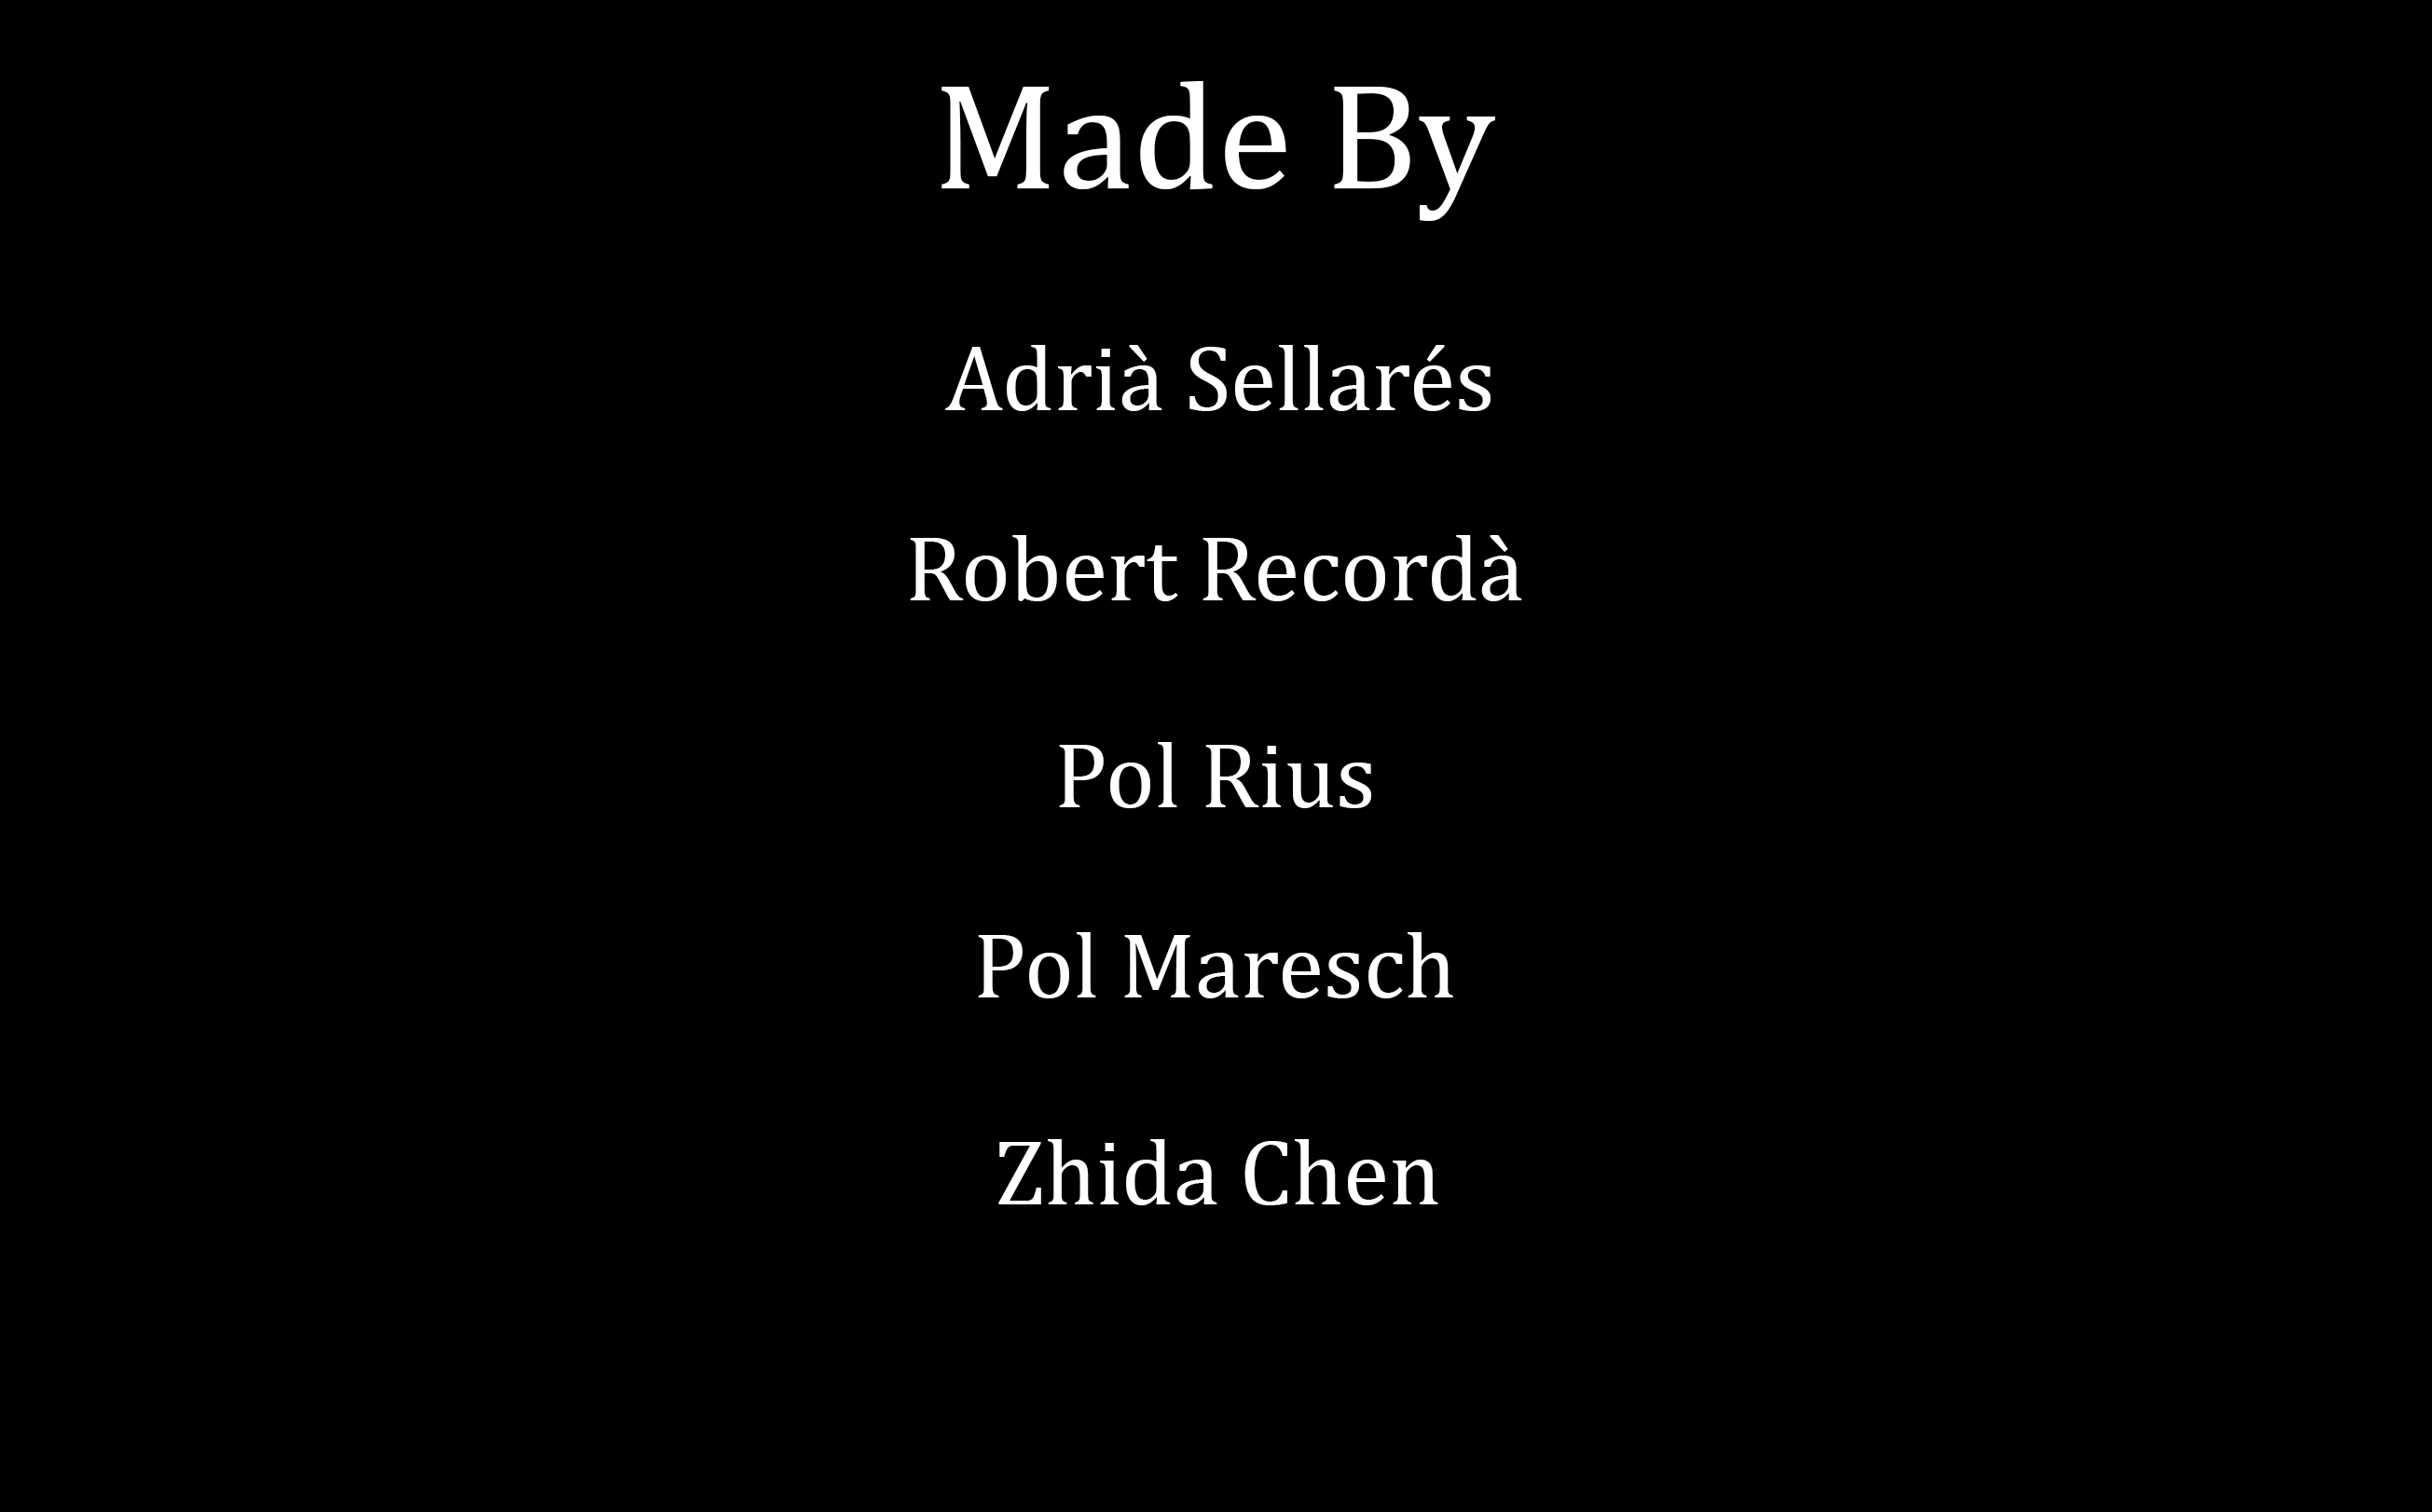 Made By
Adrià Sellarés
Robert Recordà
Pol Rius
Pol Maresch
Zhida Chen